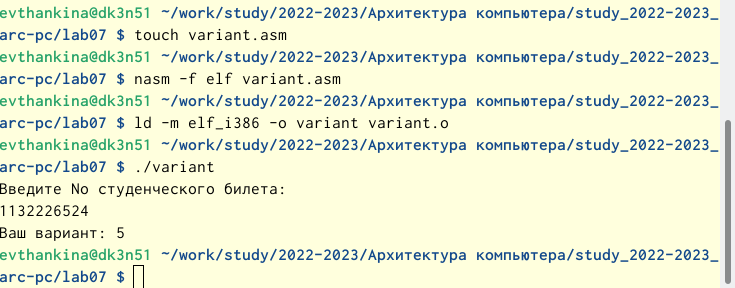 evthankina@dk3n51 ~/work/study/2022-2023/Архитектура компьютера/study_2022-2023_
arc-pc/lab07 $ touch variant.asm
evthankina@dk3n51 ~/work/study/2022-2023/Архитектура компьютера/study_2022-2023_
arc-pc/lab07 $ nasm -f elf variant.asm
evthankina@dk3n51 ~/work/study/2022-2023/Архитектура компьютера/study_2022-2023_
arc-pc/lab07 $ ld -m elf_i386 -o variant variant.o
evthankina@dk3n51 ~/work/study/2022-2023/Архитектура компьютера/study_2022-2023_
arc-pc/lab07 $ ./variant
Введите No студенческого билета:
1132226524
Ваш вариант: 5
evthankina@dk3n51 ~/work/study/2022-2023/Архитектура компьютера/study_2022-2023_
arc-pc/lab07 $